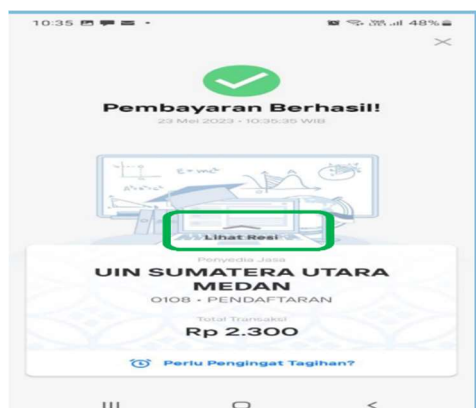 10:35
48%
Pembayaran Berhasil!
23 Mei 2023 • 10:35:35 WIB
E=mc²
Lihat Resi
Penyedia Jasa
UIN SUMATERA UTARA
MEDAN
0108 - PENDAFTARAN
Total Transaksi
Rp 2.300
Perlu Pengingat Tagihan?